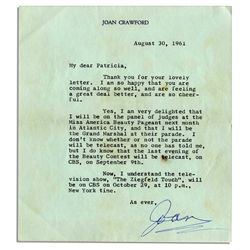 JOAN CRAWFORD
August 30, 1961
My dear Patricia,
Thank you for your lovely
letter. I am so happy that you are
coming along so well, and are feeling
a great deal better, and are so cheer-
ful.
Yes, I am very delighted that
I will be on the panel of judges at the
Miss America Beauty Pageant next month
in Atlantic City, and that I will be the
Grand Marshal at their parade. I
don't know whether or not the parade
will be telecast, as no one has told me,
but I do know that the last evening of
the Beauty Contest will be telecast, on
CBS, on September 9th.
Now, I understand the tele-
vision show, "The Ziegfeld Touch", will be
on CBS on October 29, at 10 p.m.,
New York time.
As ever,
Joan